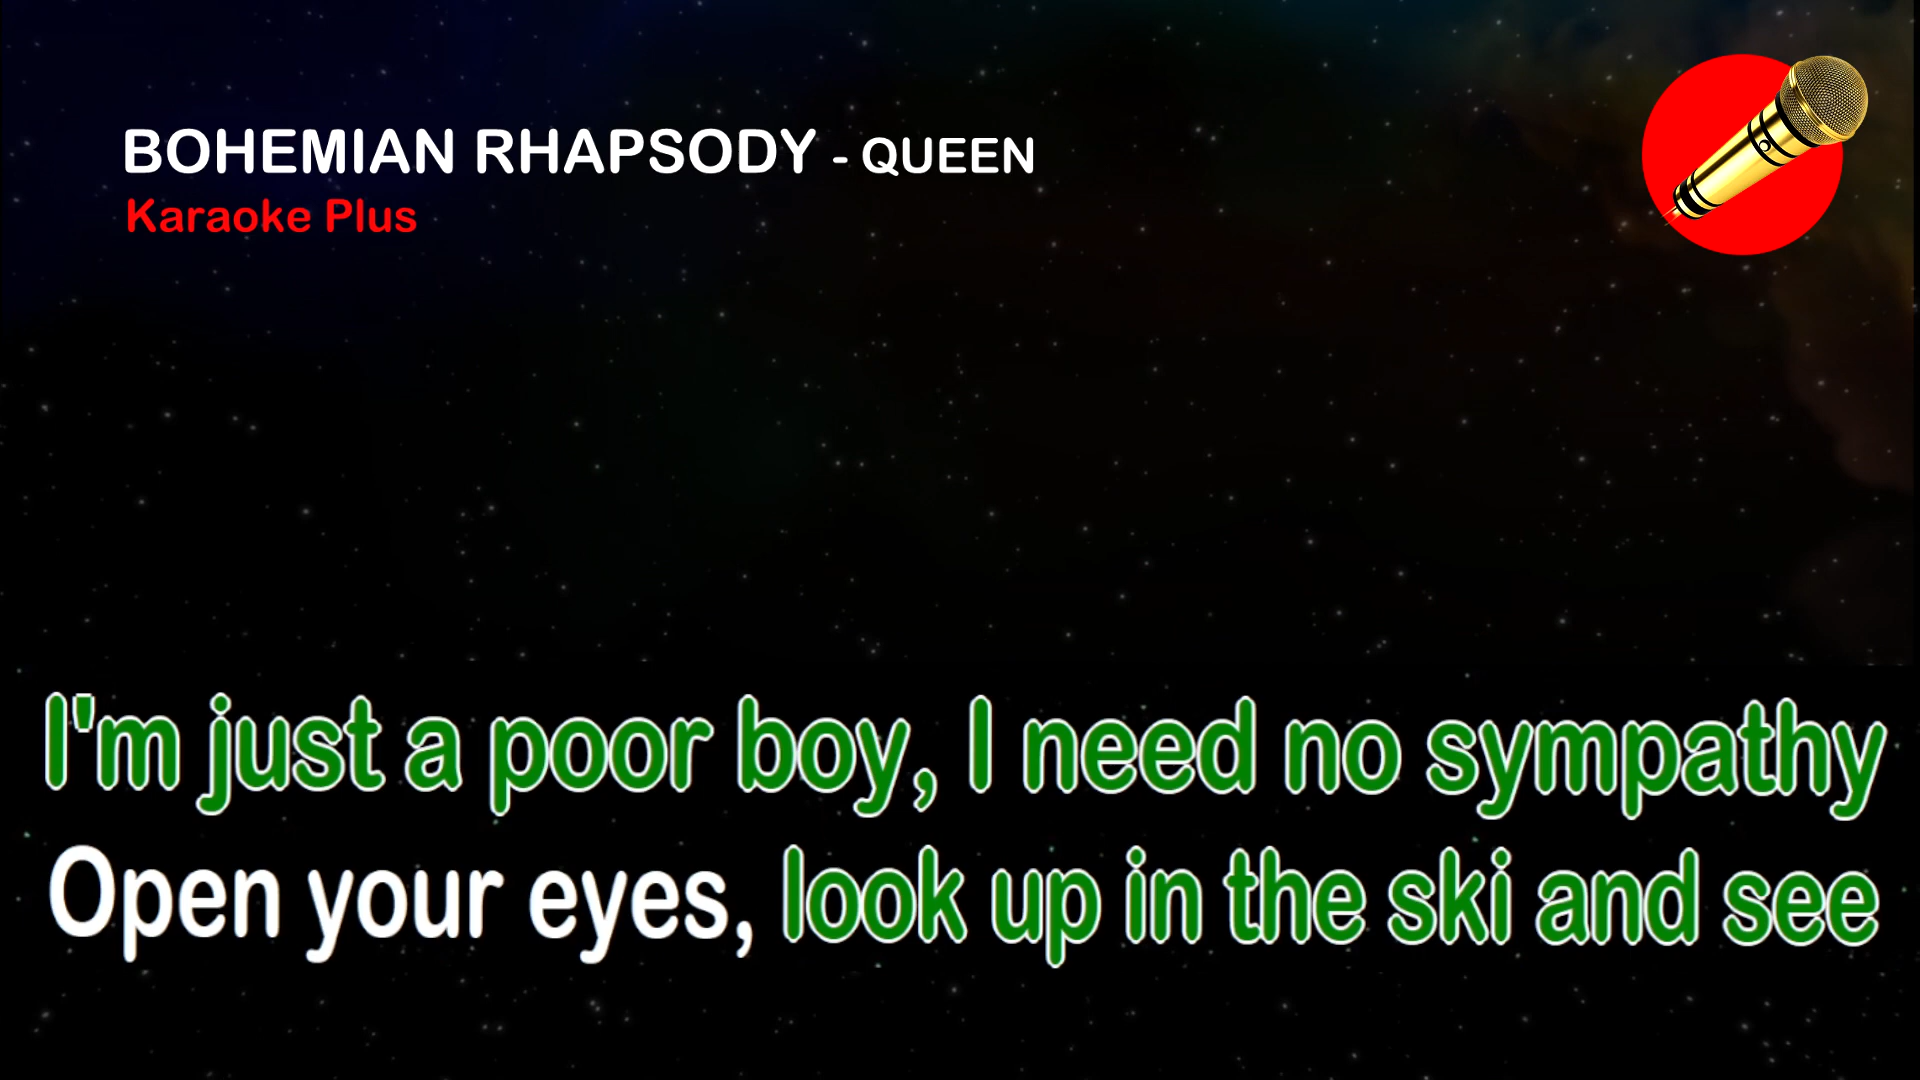 BOHEMIAN RHAPSODY - QUEEN
Karaoke Plus
I'm just a poor boy, I need no sympathy
Open your eyes, look up in the ski and see